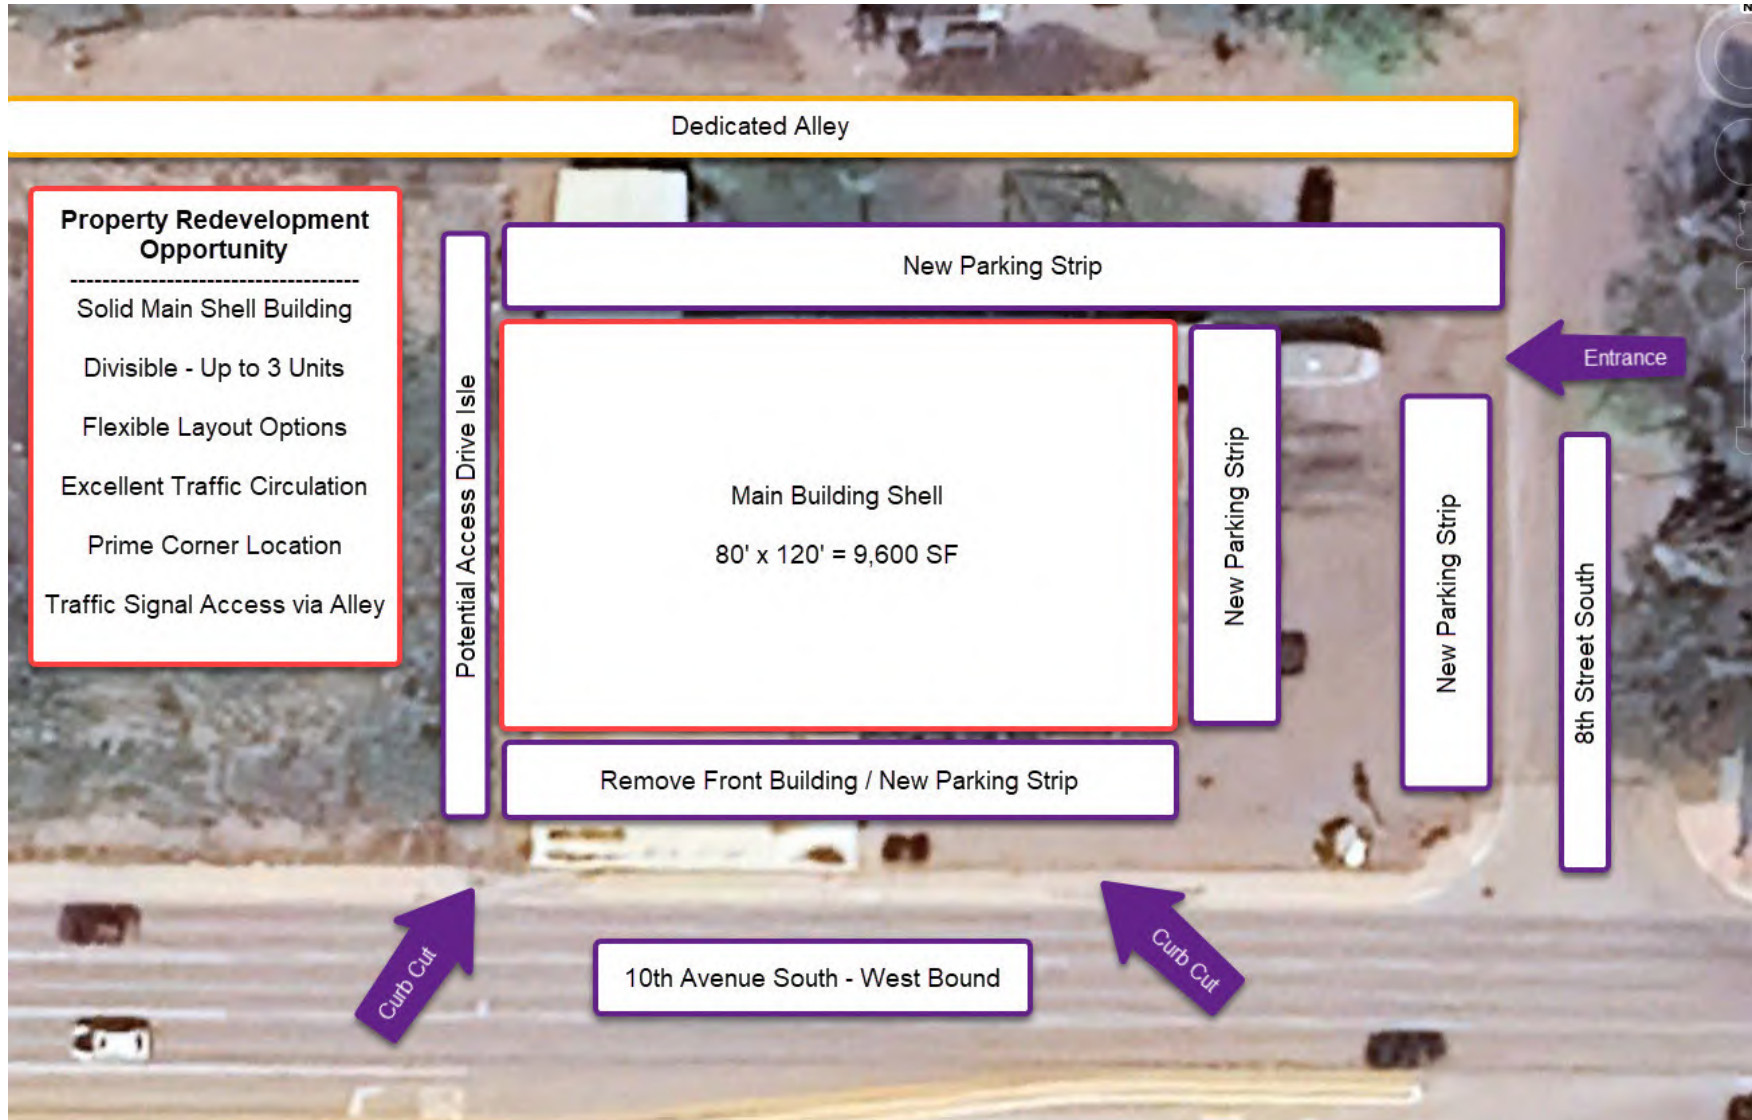 N
Dedicated Alley
Property Redevelopment
Opportunity
------------------------------------
Solid Main Shell Building
Divisible - Up to 3 Units
Flexible Layout Options
Excellent Traffic Circulation
Prime Corner Location
Traffic Signal Access via Alley
Potential Access Drive Isle
New Parking Strip
Main Building Shell
80' x 120' = 9,600 SF
New Parking Strip
New Parking Strip
Entrance
8th Street South
Remove Front Building / New Parking Strip
Curb Cut
10th Avenue South - West Bound
Curb Cut